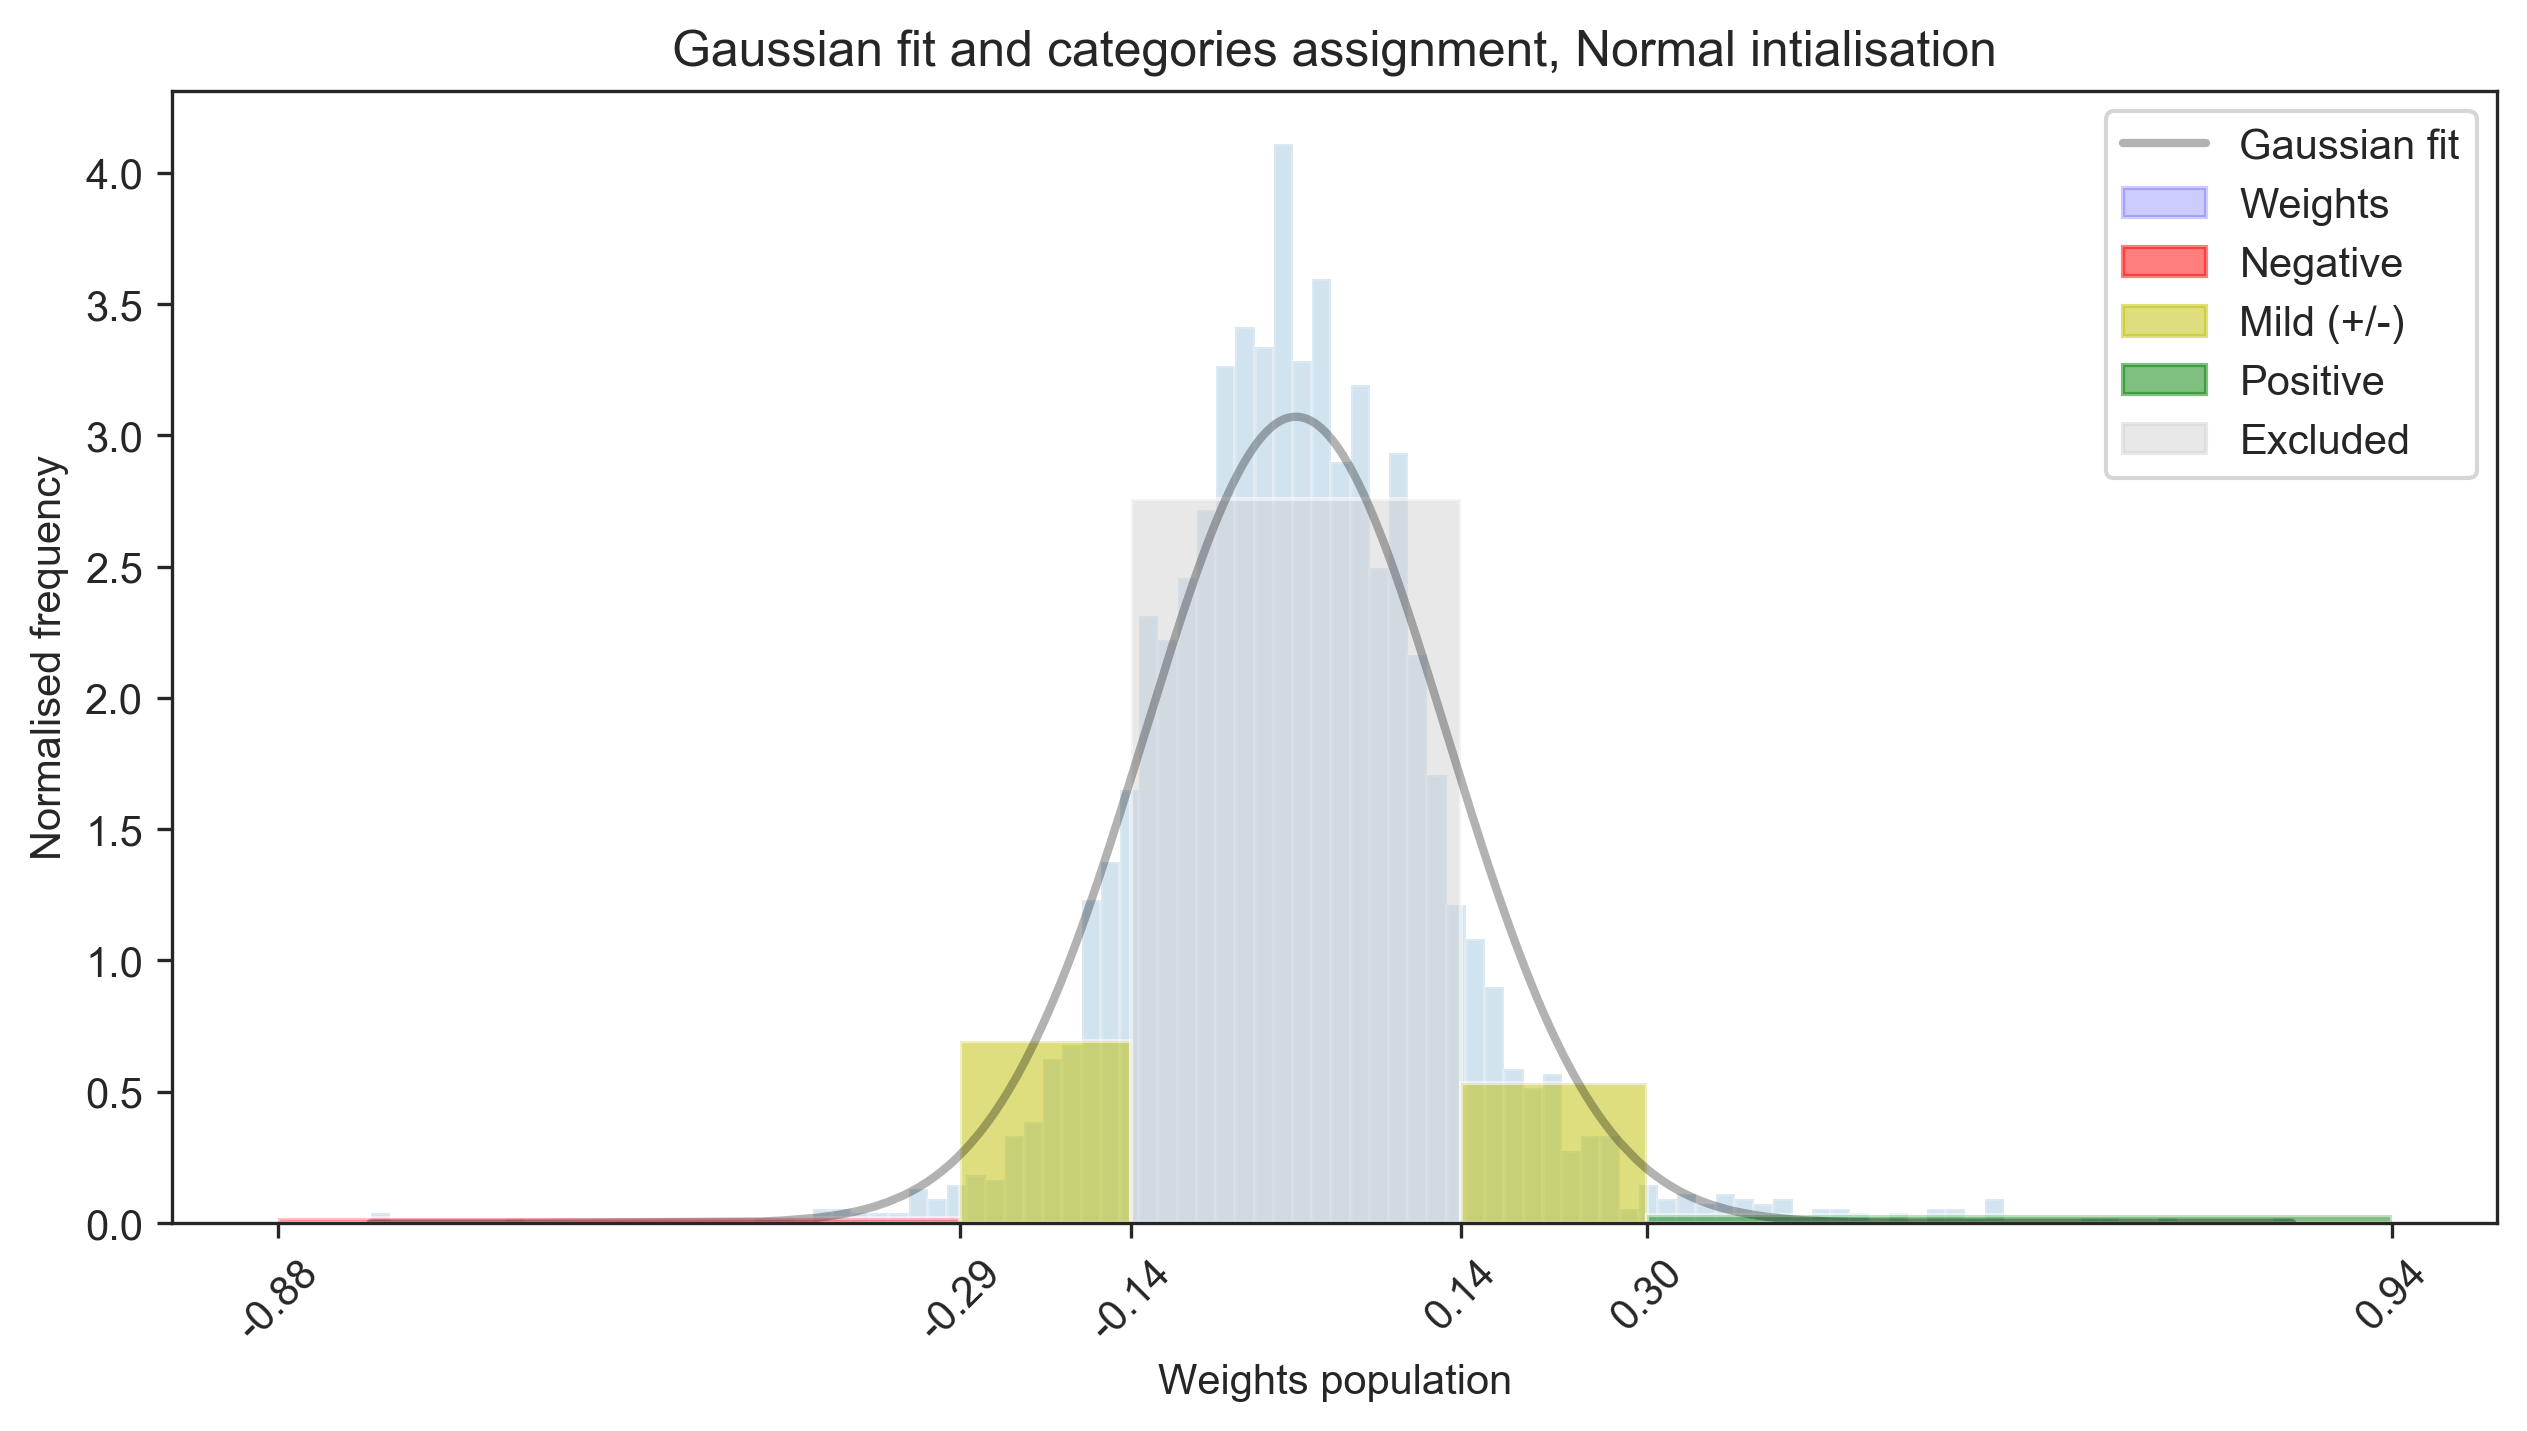 Gaussian fit and categories assignment, Normal intialisation
Gaussian fit
Weights
Negative
Mild (+/-)
Positive
Excluded
Normalised frequency
4.0
3.5
3.0
2.5
2.0
1.5
1.0
0.5
0.0
-0.88
-0.29
-0.14
0.14
0.30
0.94
Weights population